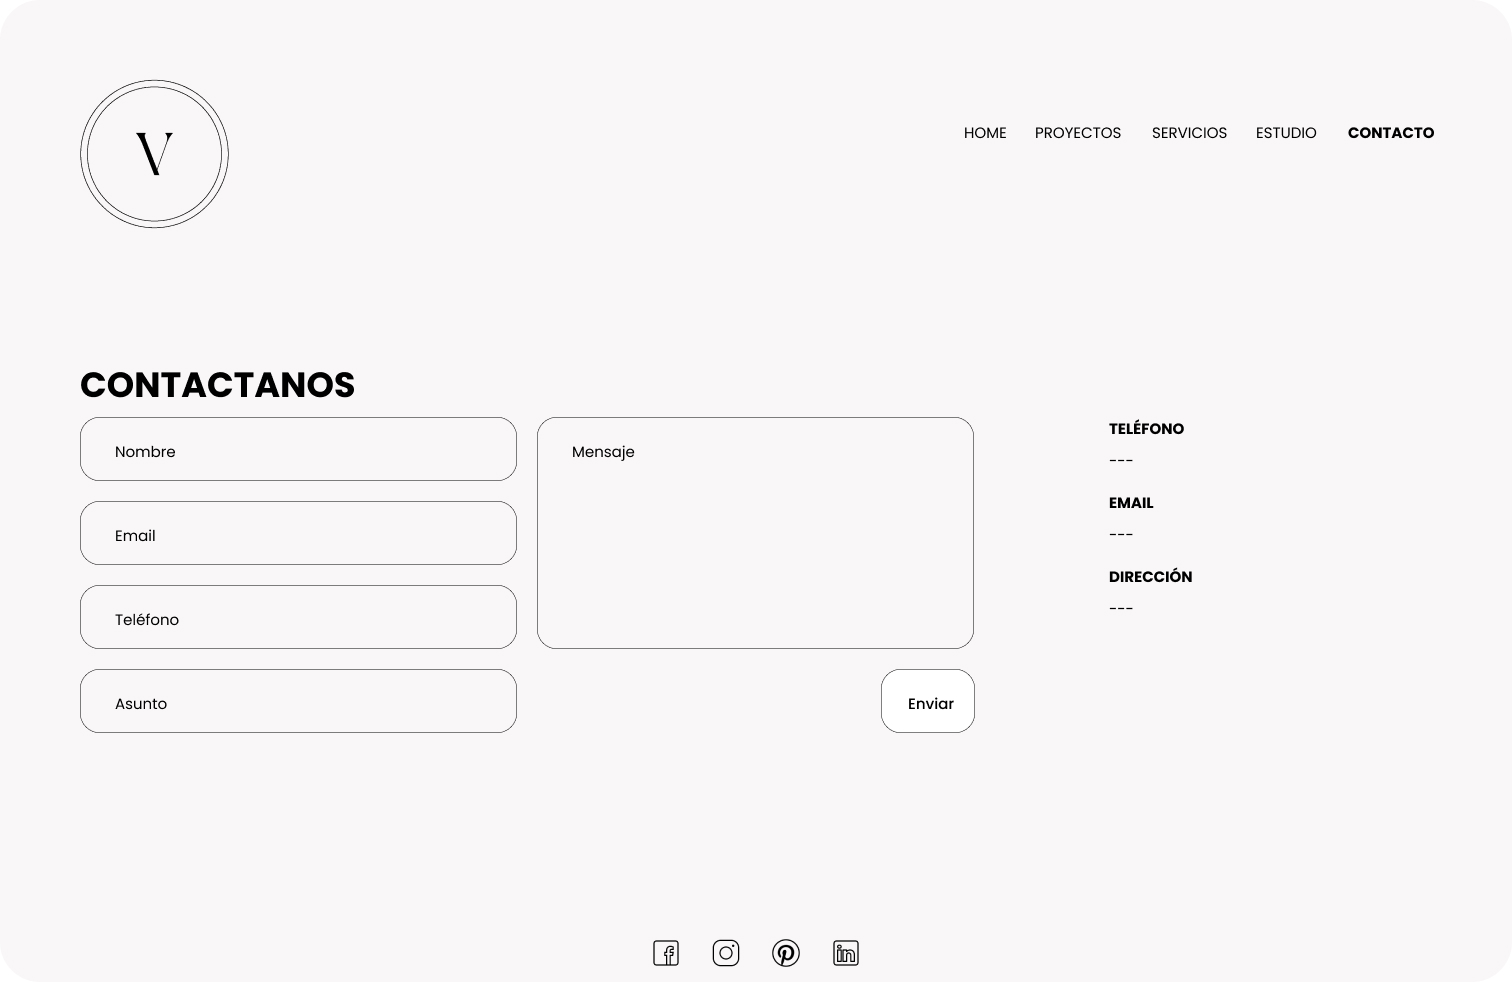 V
HOME PROYECTOS SERVICIOS ESTUDIO CONTACTO
CONTACTANOS
Nombre
Email
Teléfono
Asunto
Mensaje
Enviar
TELÉFONO
---
EMAIL
---
DIRECCIÓN
---